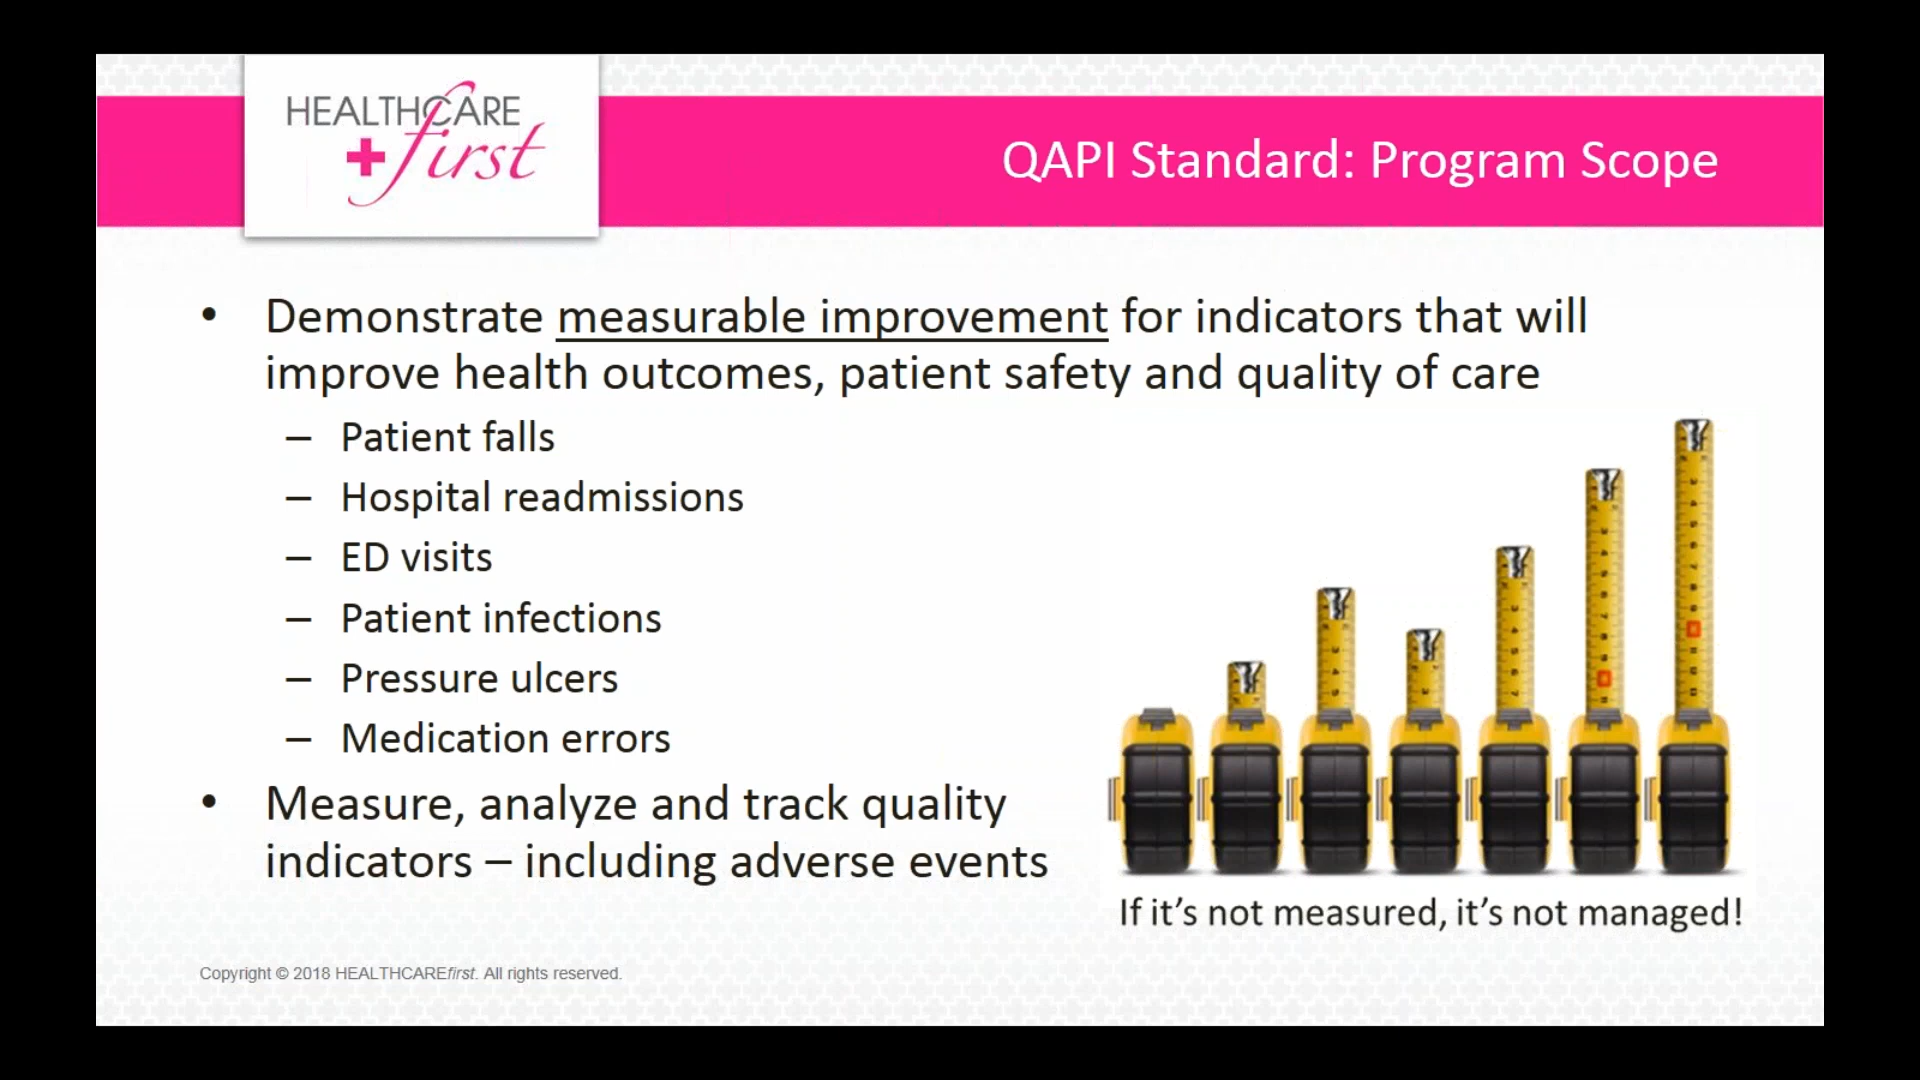 HEALTHCARE
first
QAPI Standard: Program Scope
• Demonstrate measurable improvement for indicators that will
improve health outcomes, patient safety and quality of care
– Patient falls
– Hospital readmissions
– ED visits
– Patient infections
– Pressure ulcers
– Medication errors
• Measure, analyze and track quality
indicators – including adverse events
If it's not measured, it's not managed!
Copyright © 2018 HEALTHCAREfirst. All rights reserved.